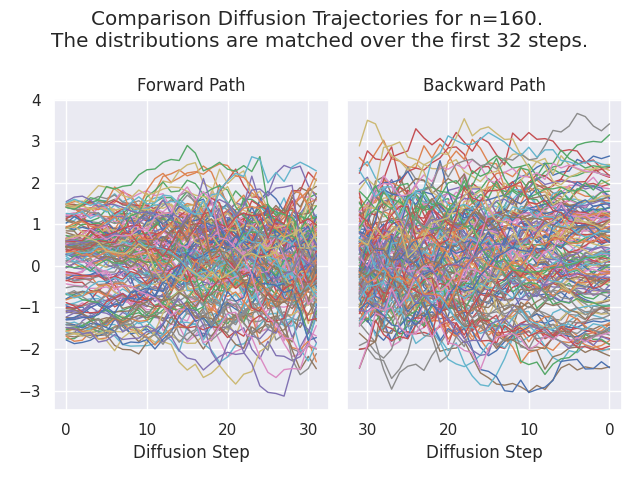 Comparison Diffusion Trajectories for n=160.
The distributions are matched over the first 32 steps.
Forward Path
Backward Path
4
3
2
1
0
−1
−2
−3
0 10 20 30
30 20 10 0
Diffusion Step
Diffusion Step